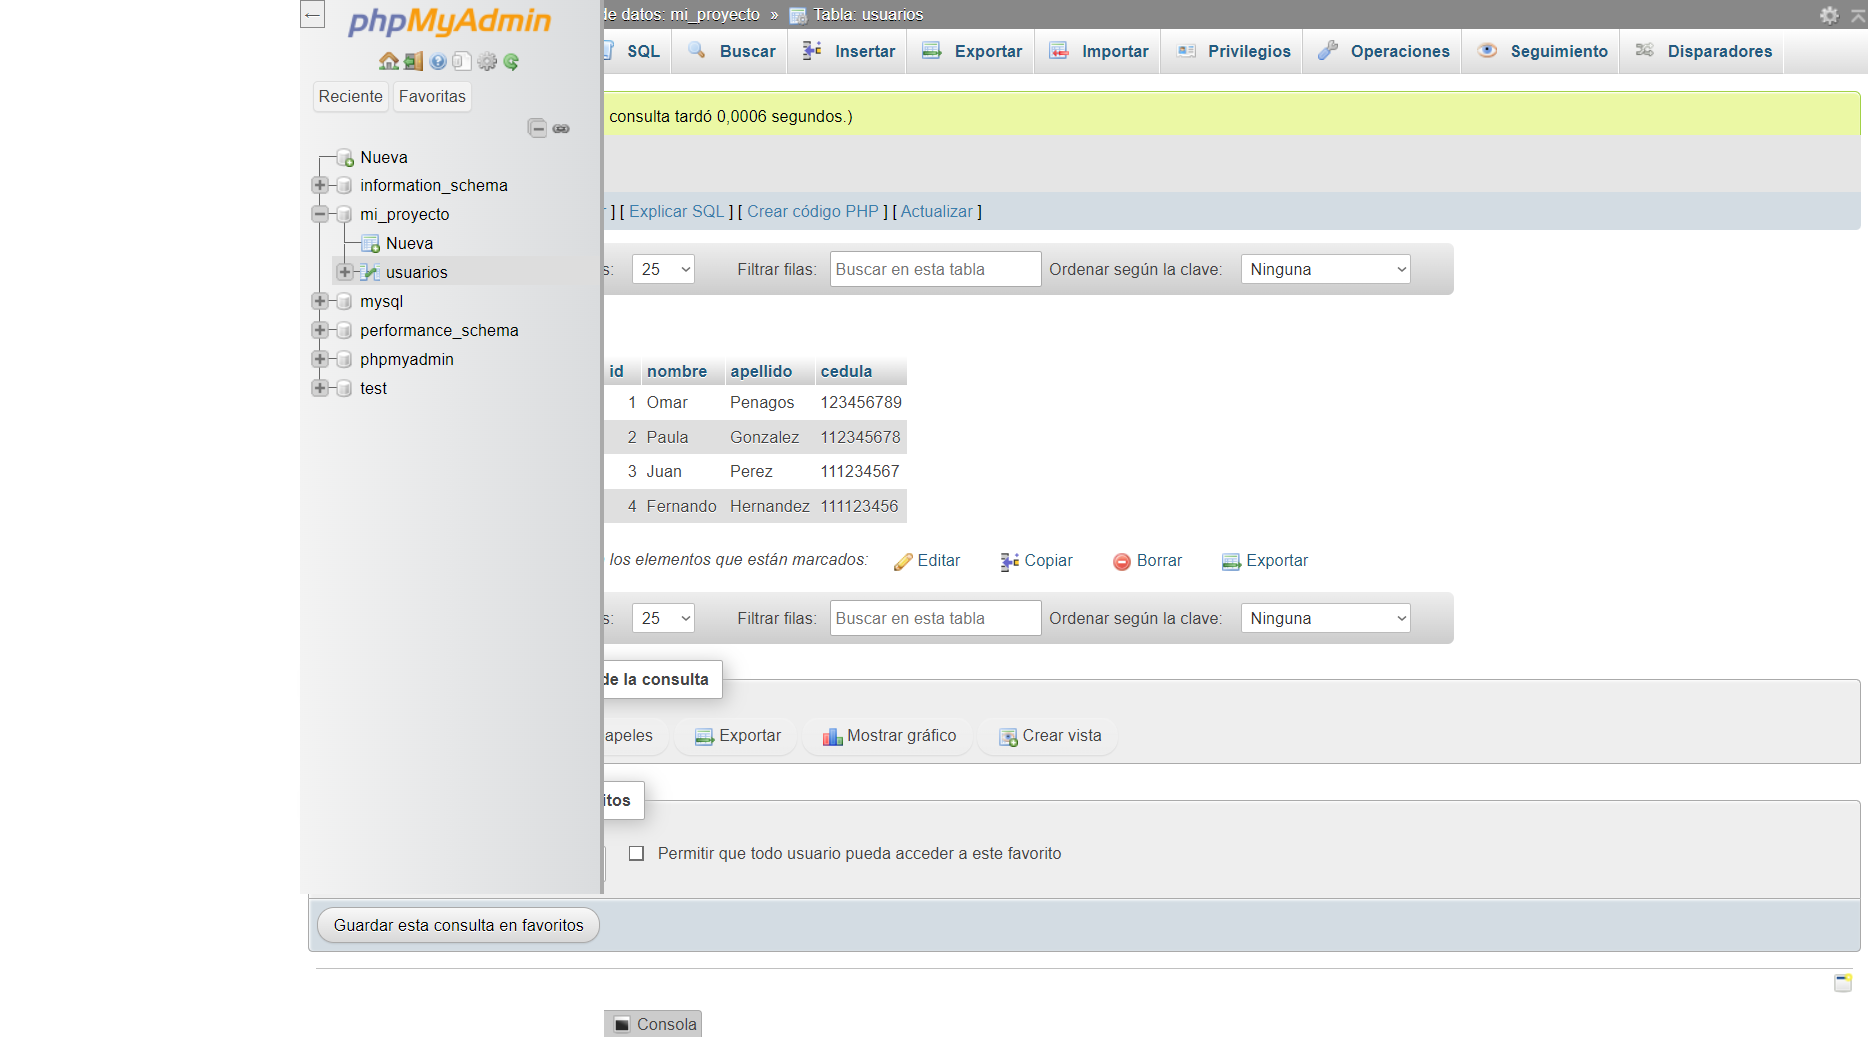 phpMyAdmin
Reciente Favoritas
Nueva
information_schema
mi_proyecto
Nueva
usuarios
mysql
performance_schema
phpmyadmin
test
de datos: mi_proyecto » Tabla: usuarios
SQL Buscar Insertar Exportar Importar Privilegios Operaciones Seguimiento Disparadores
consulta tardó 0,0006 segundos.)
] [ Explicar SQL ] [ Crear código PHP ] [ Actualizar ]
s: 25 Filtrar filas: Buscar en esta tabla Ordenar según la clave: Ninguna
id nombre apellido cedula
1 Omar Penagos 123456789
2 Paula Gonzalez 112345678
3 Juan Perez 111234567
4 Fernando Hernandez 111123456
los elementos que están marcados: Editar Copiar Borrar Exportar
s: 25 Filtrar filas: Buscar en esta tabla Ordenar según la clave: Ninguna
de la consulta
apeles Exportar Mostrar gráfico Crear vista
itos
Permitir que todo usuario pueda acceder a este favorito
Guardar esta consulta en favoritos
Consola